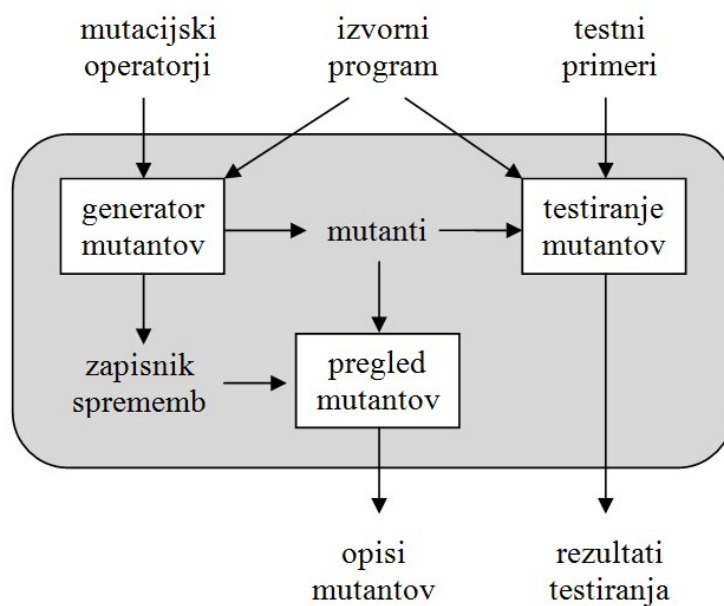 mutacijski
operatorji
izvorni
program
testni
primeri
generator
mutantov
mutanti
testiranje
mutantov
zapisnik
sprememb
pregled
mutantov
opisi
mutantov
rezultati
testiranja